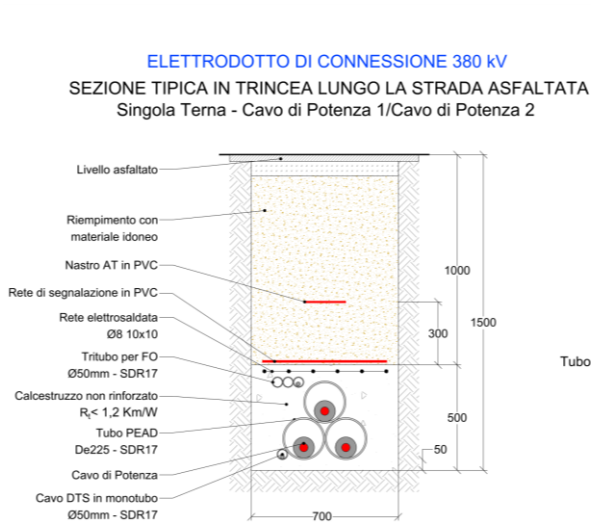 ELETTRODOTTO DI CONNESSIONE 380 kV
SEZIONE TIPICA IN TRINCEA LUNGO LA STRADA ASFALTATA
Singola Terna - Cavo di Potenza 1/Cavo di Potenza 2
Livello asfaltato
Riempimento con
materiale idoneo
Nastro AT in PVC
Rete di segnalazione in PVC
Rete elettrosaldata
Ø8 10x10
Tritubo per FO
Ø50mm - SDR17
Calcestruzzo non rinforzato
Rt< 1,2 Km/W
Tubo PEAD
De225 - SDR17
Cavo di Potenza
Cavo DTS in monotubo
Ø50mm - SDR17
1000
300
1500
500
50
700
Tubo